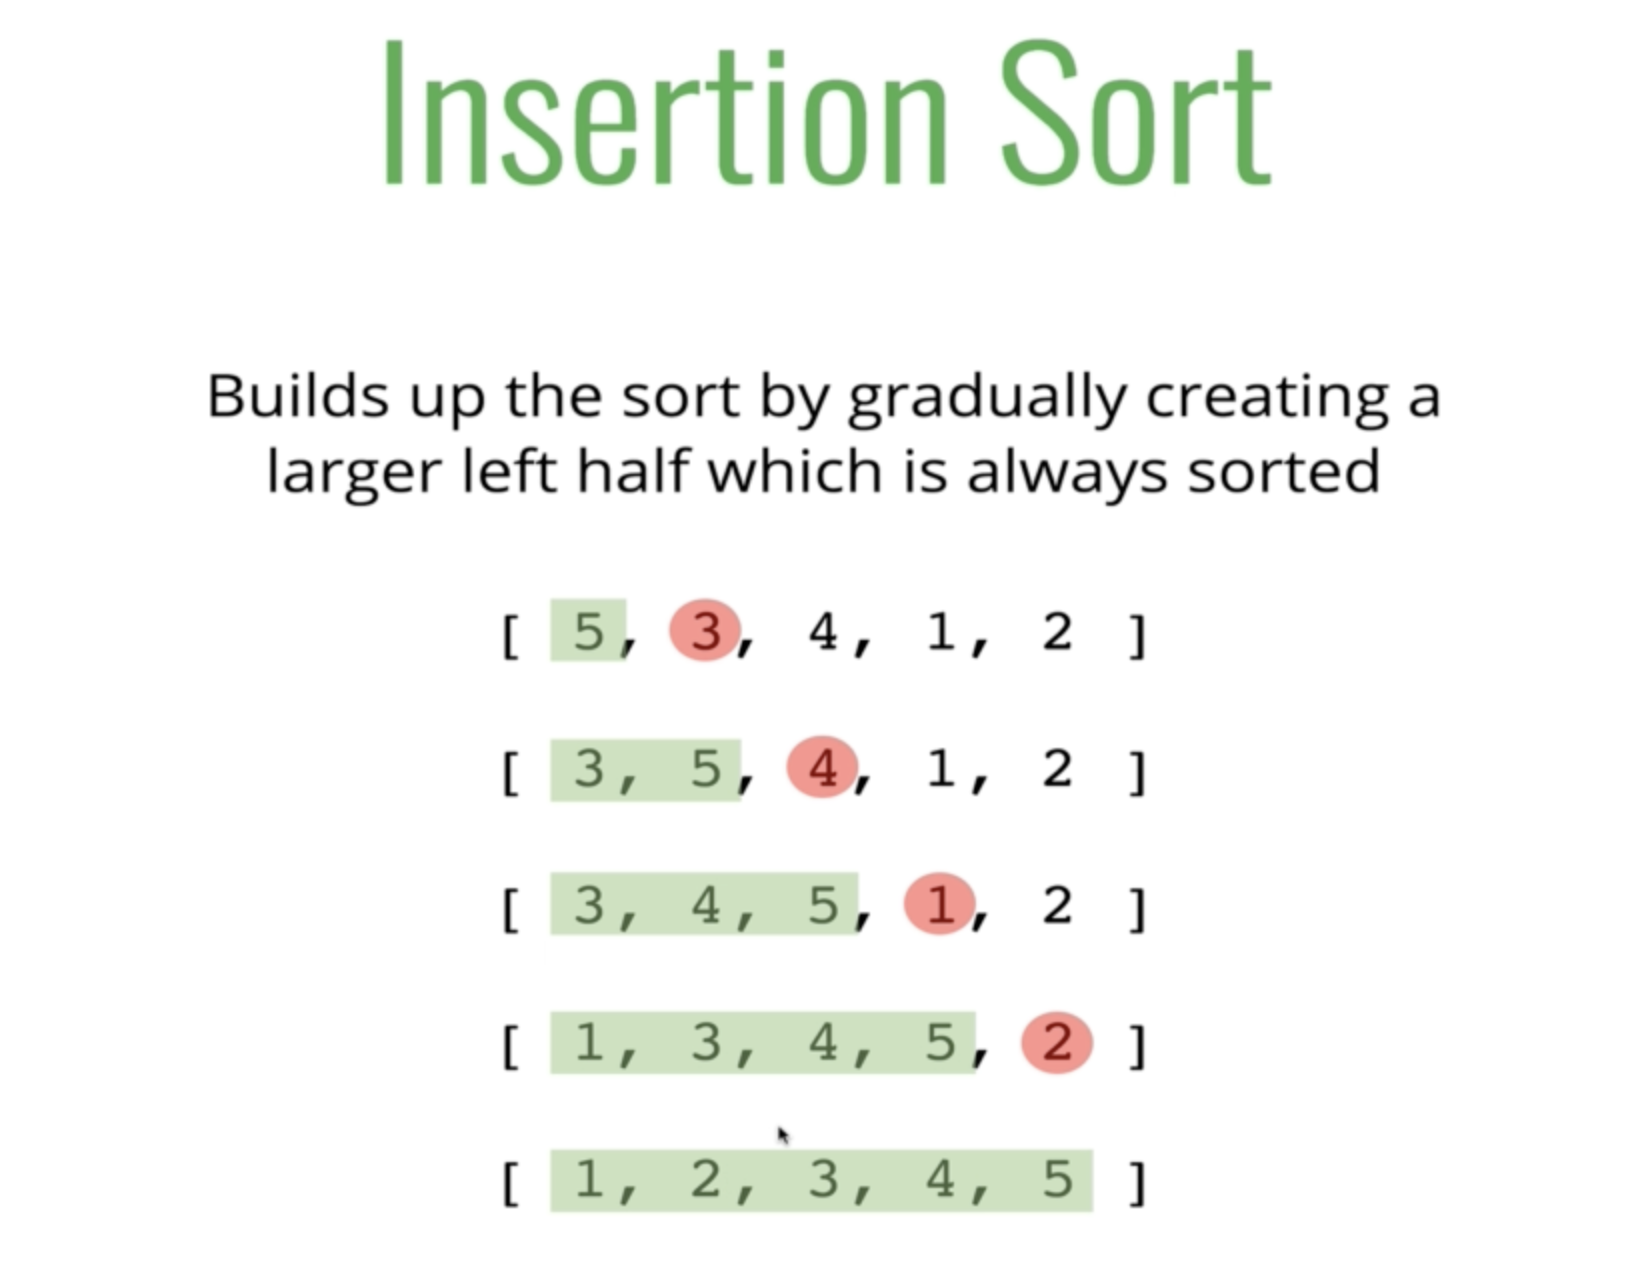 Insertion Sort
Builds up the sort by gradually creating a
larger left half which is always sorted
[ 5, 3, 4, 1, 2 ]
[ 3, 5, 4, 1, 2 ]
[ 3, 4, 5, 1, 2 ]
[ 1, 3, 4, 5, 2 ]
[ 1, 2, 3, 4, 5 ]